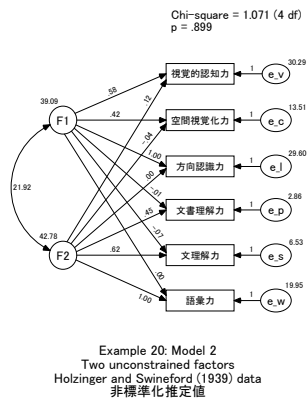 Chi-square = 1.071 (4 df)
p = .899
30.29
視覚的認知力
1
e_v
39.09
.58
.12
13.51
F1
.42
空間視覚化力
1
e_c
-.04
29.60
1.00
方向認識力
1
e_l
.00
-.01
2.86
21.92
文書理解力
1
e_p
.45
42.78
-.07
6.53
F2
.62
文理解力
1
e_s
.00
19.95
1.00
語彙力
1
e_w
Example 20: Model 2
Two unconstrained factors
Holzinger and Swineford (1939) data
非標準化推定値